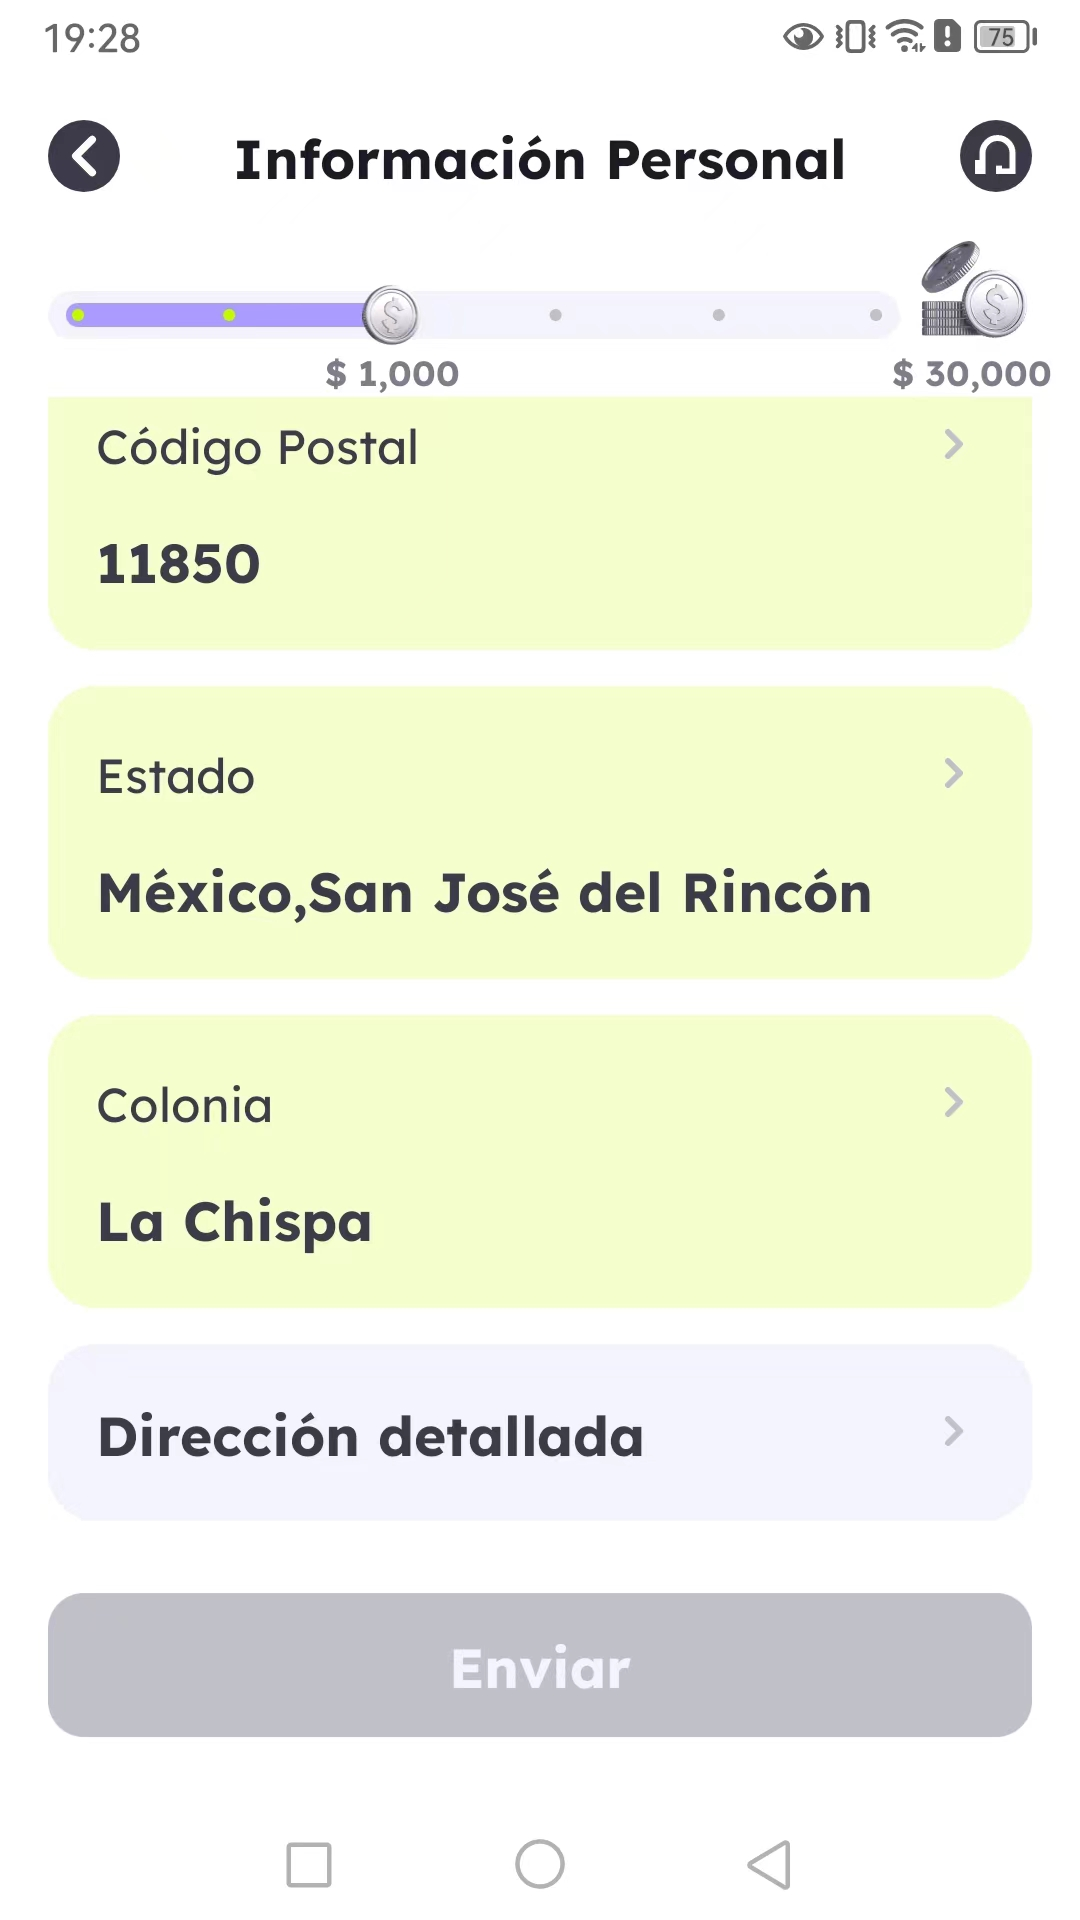 19:28
75
Información Personal
$ 1,000
$ 30,000
Código Postal
11850
Estado
México,San José del Rincón
Colonia
La Chispa
Dirección detallada
Enviar